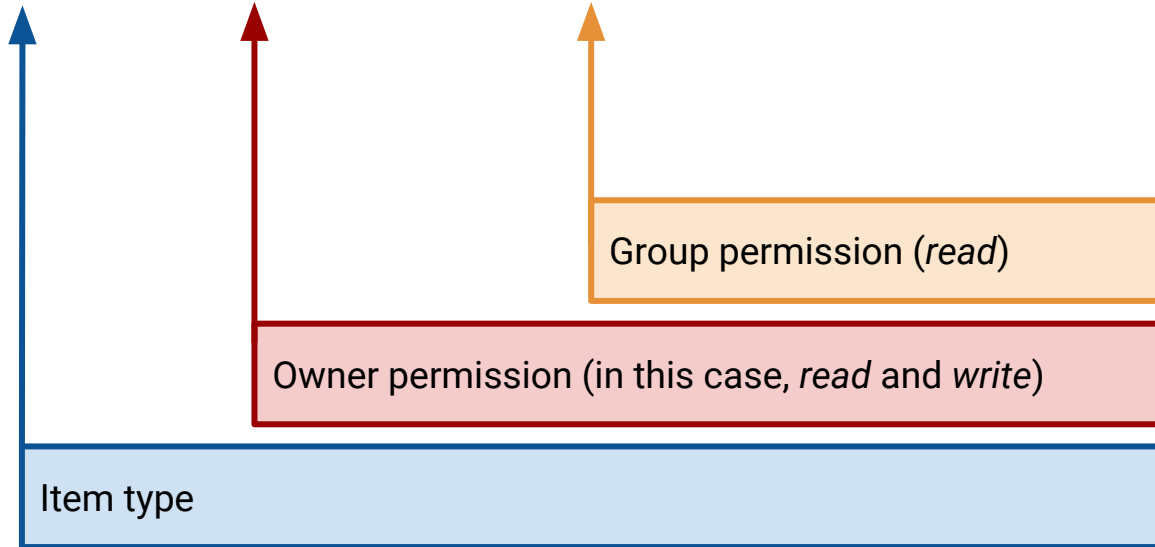 Group permission (read)
Owner permission (in this case, read and write)
Item type